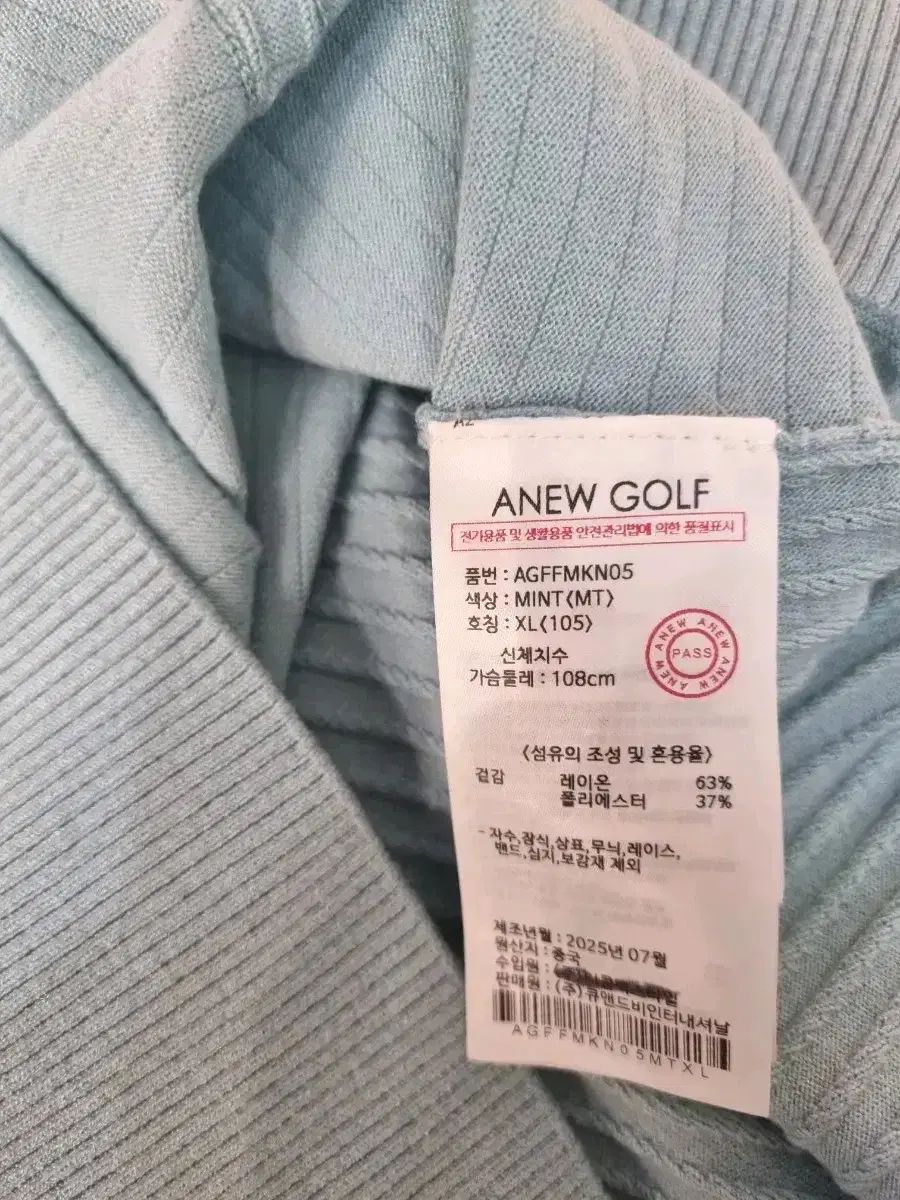 ANEW GOLF
전기용품 및 생활용품 안전관리법에 의한 품질표시
품번 : AGFFMKN05
색상 : MINT(MT)
호칭 : XL(105)
신체치수
가슴둘레 : 108cm
ANEW ANEW ANEW ANEW
PASS
<섬유의 조성 및 혼용율>
겉감 레이온 63%
폴리에스터 37%
- 자수,장식,상표,무늬,레이스,
밴드,심지,보강재 제외
제조년월 : 2025년 07월
원산지 : 중국
수입원 :
판매원 : (주)큐앤드비인터내셔날
AGFFMKN05MTXL